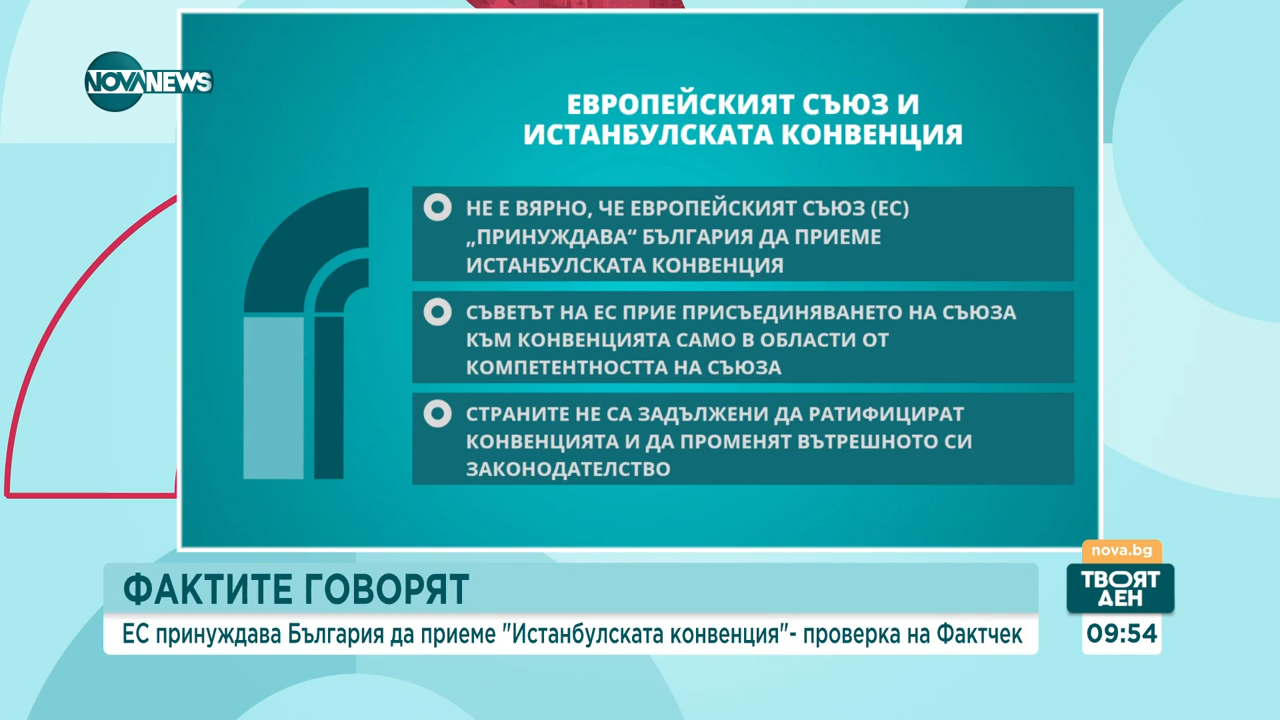 NOVANEWS
ЕВРОПЕЙСКИЯТ СЪЮЗ И
ИСТАНБУЛСКАТА КОНВЕНЦИЯ
НЕ Е ВЯРНО, ЧЕ ЕВРОПЕЙСКИЯТ СЪЮЗ (ЕС)
„ПРИНУЖДАВА“ БЪЛГАРИЯ ДА ПРИЕМЕ
ИСТАНБУЛСКАТА КОНВЕНЦИЯ
СЪВЕТЪТ НА ЕС ПРИЕ ПРИСЪЕДИНЯВАНЕТО НА СЪЮЗА
КЪМ КОНВЕНЦИЯТА САМО В ОБЛАСТИ ОТ
КОМПЕТЕНТНОСТТА НА СЪЮЗА
СТРАНИТЕ НЕ СА ЗАДЪЛЖЕНИ ДА РАТИФИЦИРАТ
КОНВЕНЦИЯТА И ДА ПРОМЕНЯТ ВЪТРЕШНОТО СИ
ЗАКОНОДАТЕЛСТВО
nova.bg
ТВОЯТ
ДЕН
09:54
ФАКТИТЕ ГОВОРЯТ
ЕС принуждава България да приеме "Истанбулската конвенция"- проверка на Фактчек